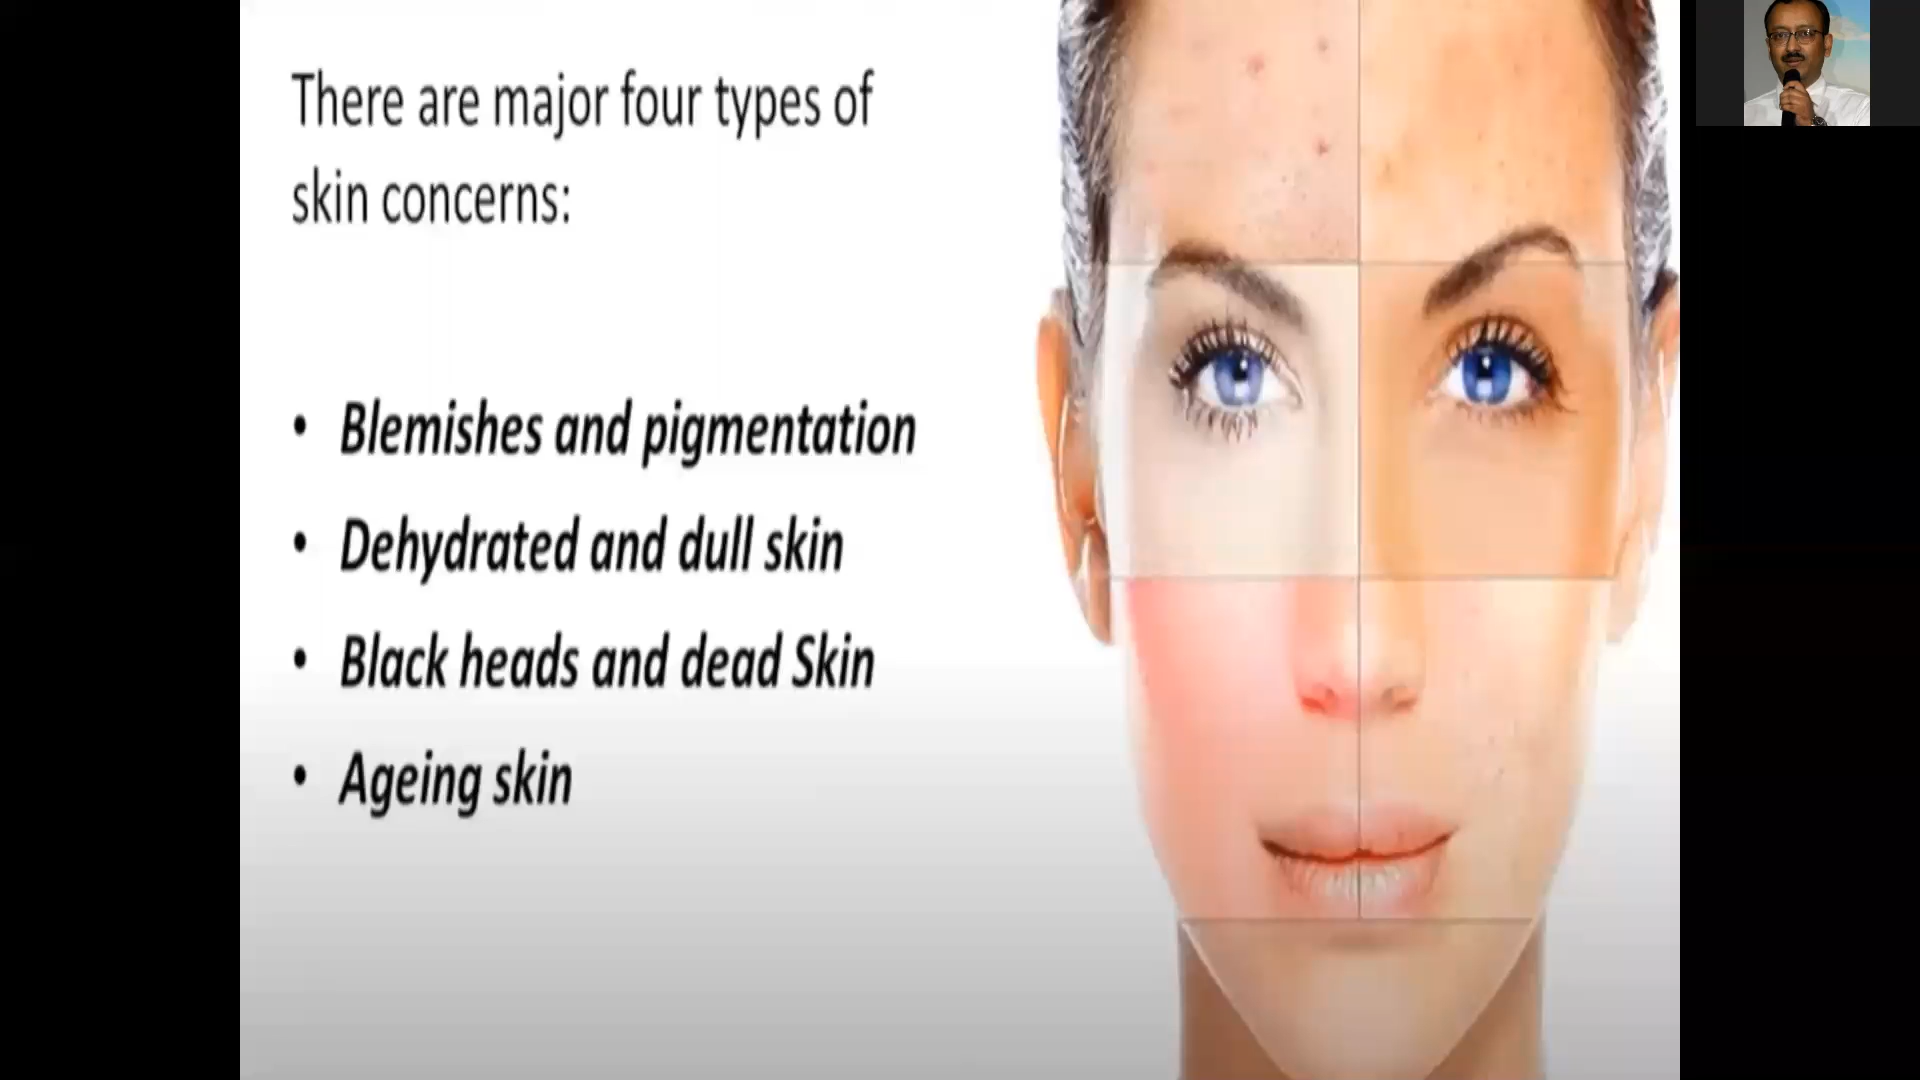 There are major four types of
skin concerns:
• Blemishes and pigmentation
• Dehydrated and dull skin
• Black heads and dead Skin
• Ageing skin